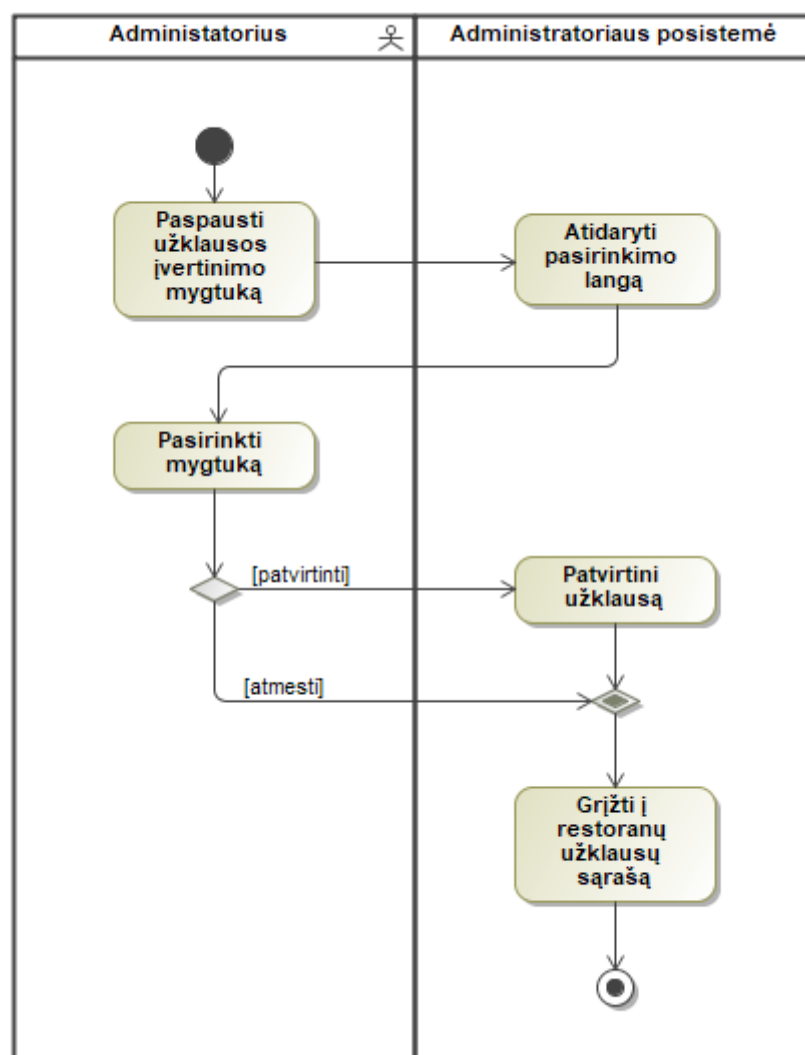 Administatorius
Administratoriaus posistemė
Paspausti
užklausos
įvertinimo
mygtuką
Atidaryti
pasirinkimo
langą
Pasirinkti
mygtuką
[patvirtinti]
Patvirtini
užklausą
[atmesti]
Grįžti į
restoranų
užklausų
sąrašą